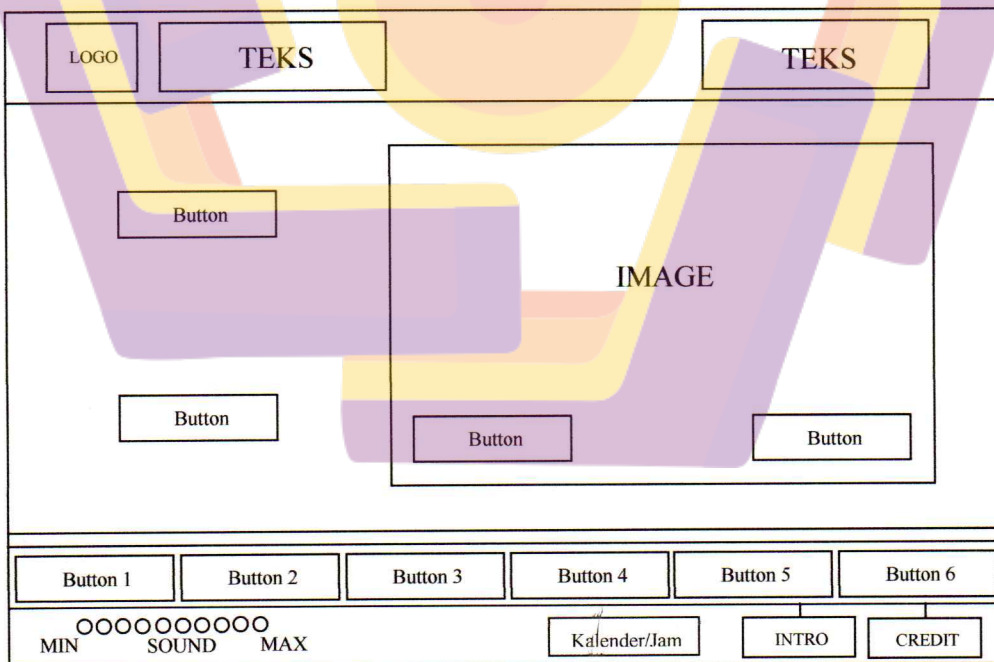 LOGO TEKS TEKS
Button
IMAGE
Button
Button Button
Button 1 Button 2 Button 3 Button 4 Button 5 Button 6
MIN SOUND MAX Kalender/Jam INTRO CREDIT